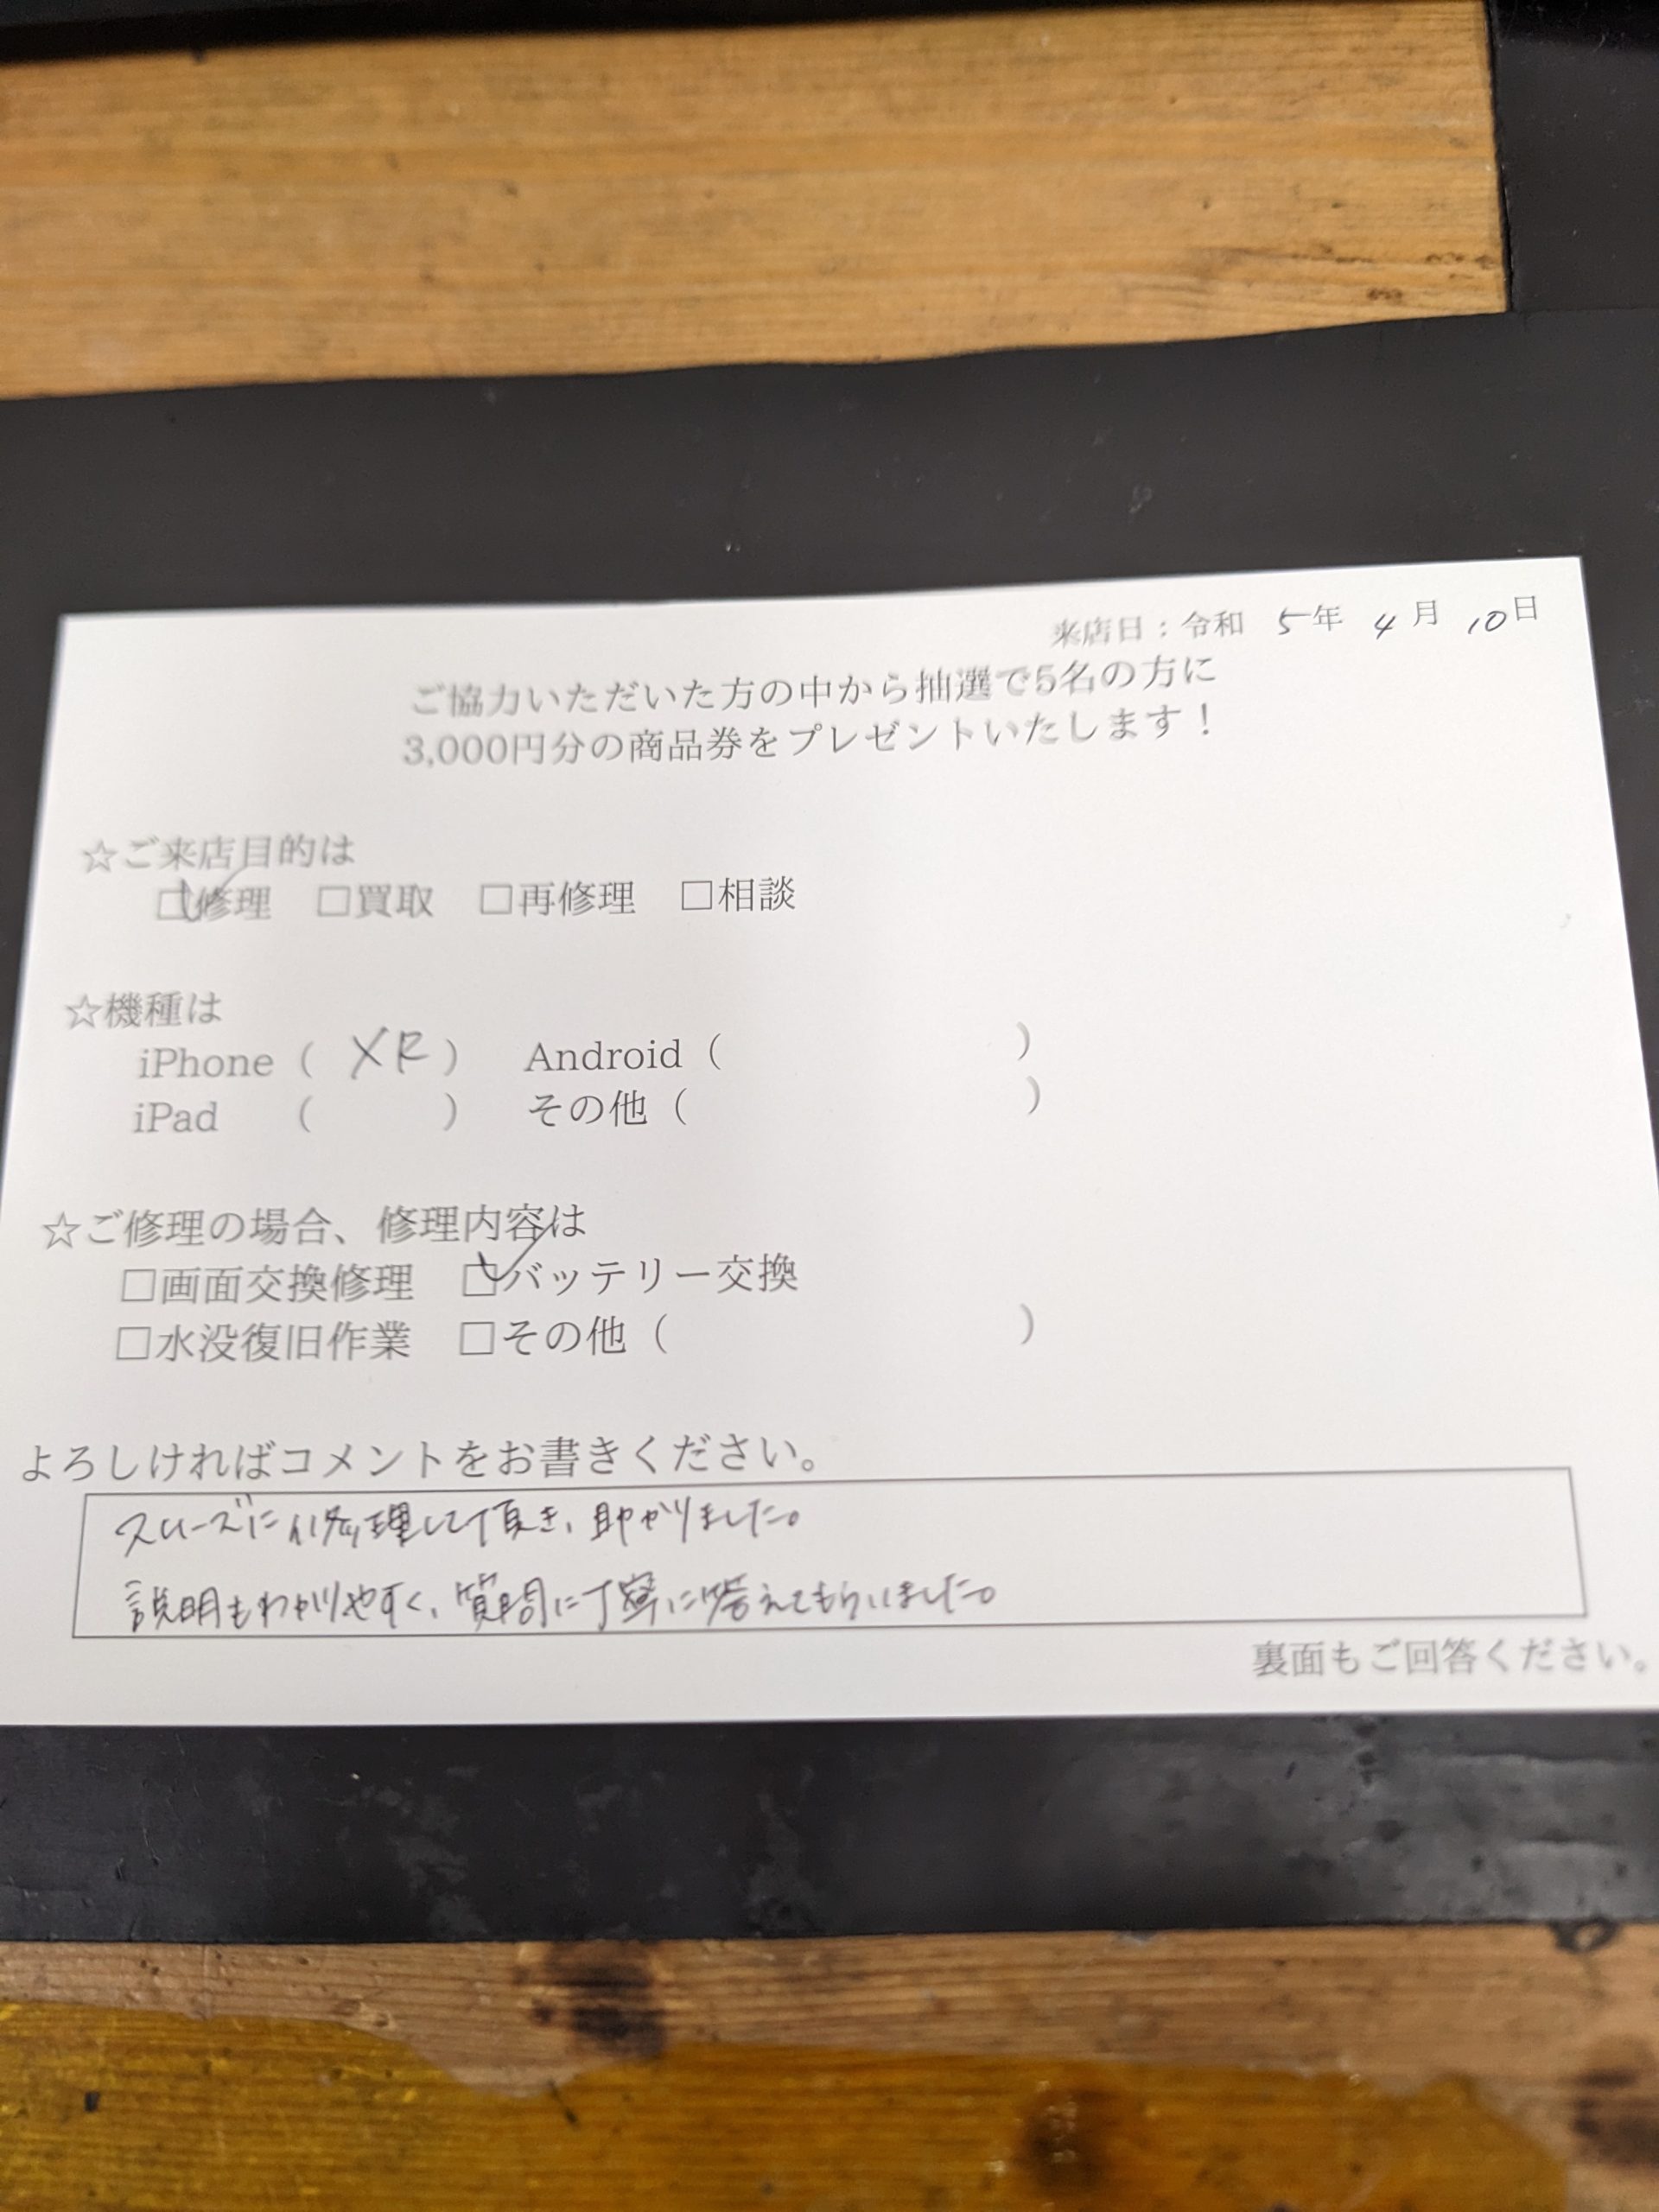 来店日：令和 5年 4月 10日
ご協力いただいた方の中から抽選で5名の方に
3,000円分の商品券をプレゼントいたします！
☆ご来店目的は
☑修理 □買取 □再修理 □相談
☆機種は
iPhone（ XR ） Android（ ）
iPad （ ） その他（ ）
☆ご修理の場合、修理内容は
□画面交換修理 ☑バッテリー交換
□水没復旧作業 □その他（ ）
よろしければコメントをお書きください。
スムーズに修理して頂き、助かりました。
説明もわかりやすく、質問に丁寧に答えてもらいました。
裏面もご回答ください。